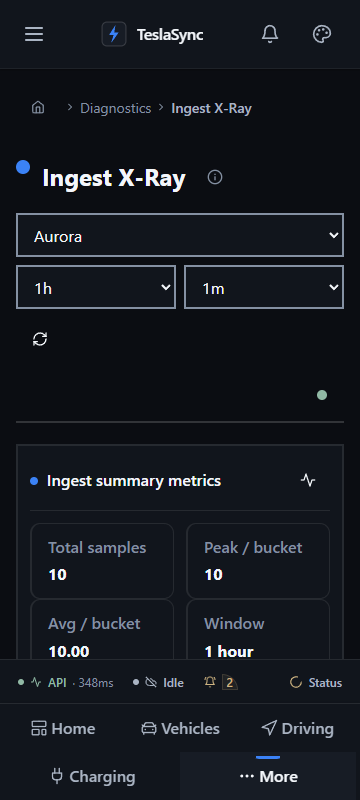 TeslaSync
Diagnostics Ingest X-Ray
Ingest X-Ray
Aurora
1h 1m
Ingest summary metrics
Total samples Peak / bucket
10 10
Avg / bucket Window
10.00 1 hour
API · 348ms Idle 2 Status
Home Vehicles Driving
Charging More